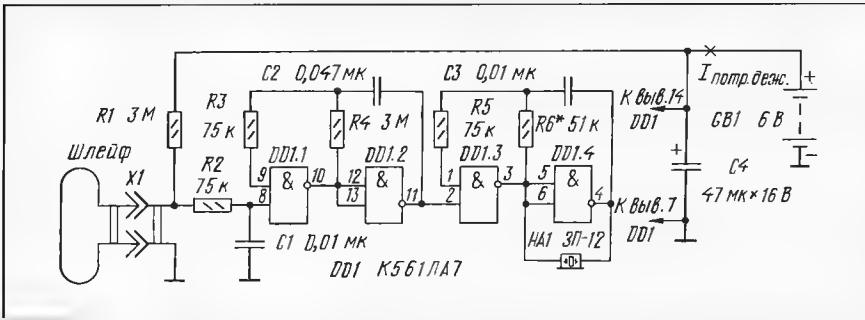 C2 0,047 мк
C3 0,01 мк
I потр. деж.
+
R1 3 М
R3
75 к
R4 3 М
R5
75 к
R6* 51 к
К выв.14
DD1
GB1 6 В
Шлейф
X1
R2
75 к
DD1.1
DD1.2
DD1.3
DD1.4
+
−
C4
47 мк × 16 В
9
8
&
10
12
13
&
11
1
2
&
3
5
6
&
4
К выв.7
DD1
C1 0,01 мк
HA1 ЗП-12
DD1 К561ЛА7